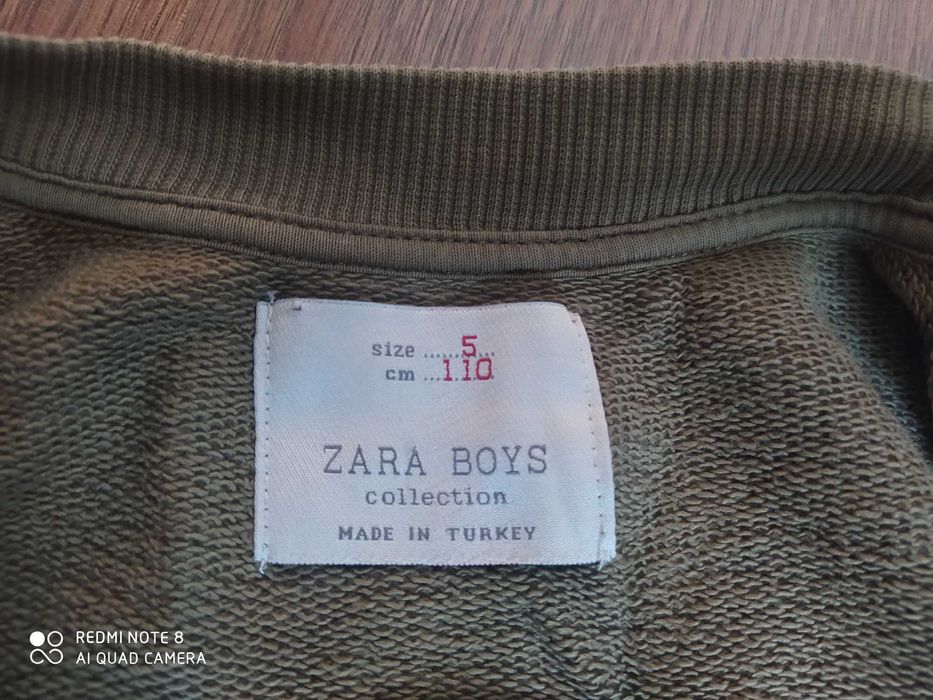 size ......5...
cm ...110
ZARA BOYS
collection
MADE IN TURKEY
REDMI NOTE 8
AI QUAD CAMERA